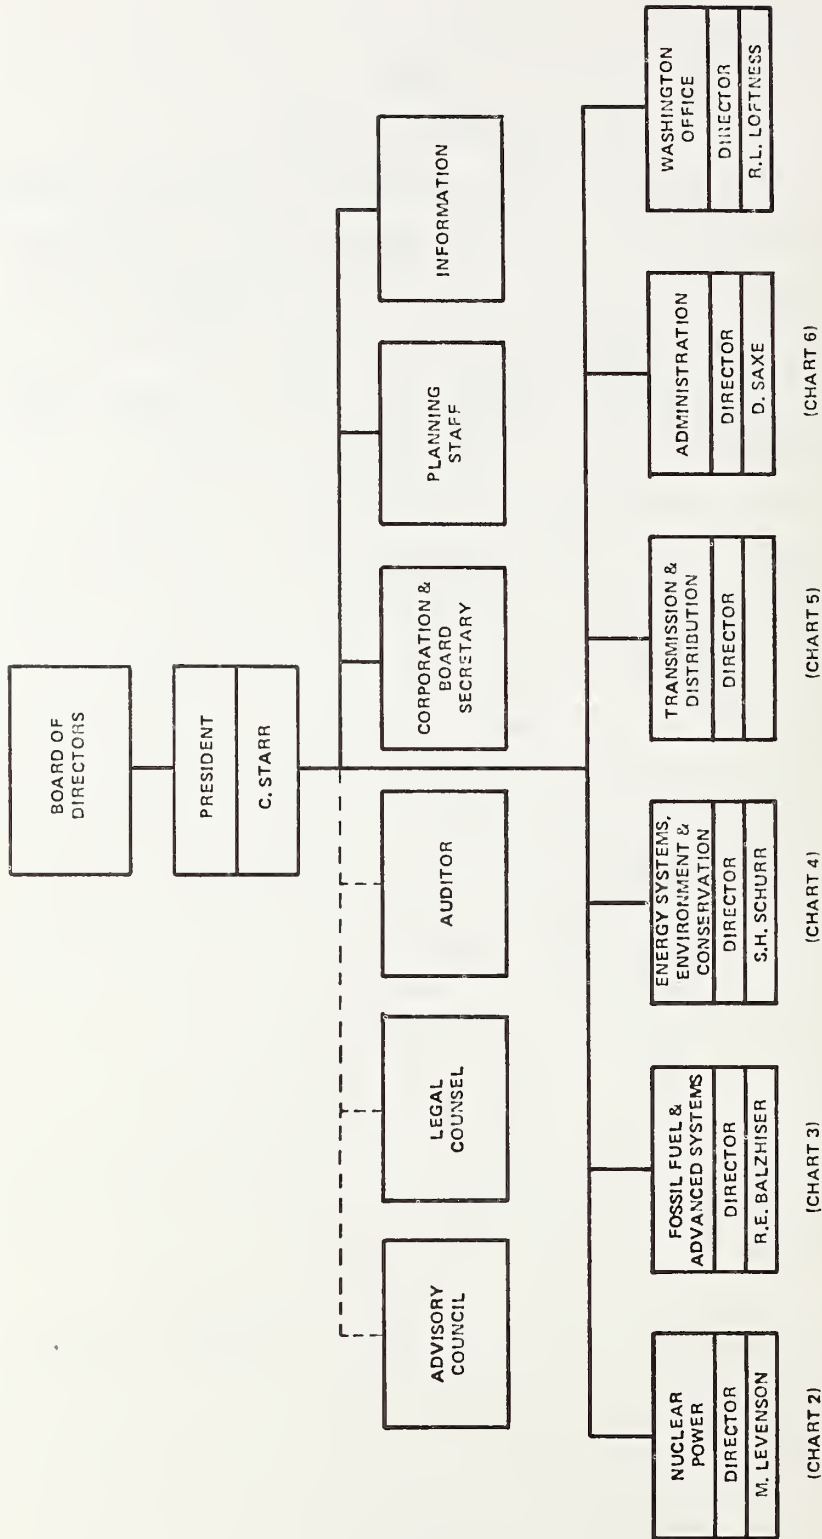 BOARD OF
DIRECTORS
PRESIDENT
C. STARR
ADVISORY
COUNCIL
LEGAL
COUNSEL
AUDITOR
CORPORATION &
BOARD
SECRETARY
PLANNING
STAFF
INFORMATION
NUCLEAR
POWER
DIRECTOR
M. LEVENSON
(CHART 2)
FOSSIL FUEL &
ADVANCED SYSTEMS
DIRECTOR
R.E. BALZHISER
(CHART 3)
ENERGY SYSTEMS,
ENVIRONMENT &
CONSERVATION
DIRECTOR
S.H. SCHURR
(CHART 4)
TRANSMISSION &
DISTRIBUTION
DIRECTOR
(CHART 5)
ADMINISTRATION
DIRECTOR
D. SAXE
(CHART 6)
WASHINGTON
OFFICE
DIRECTOR
R.L. LOFTNESS